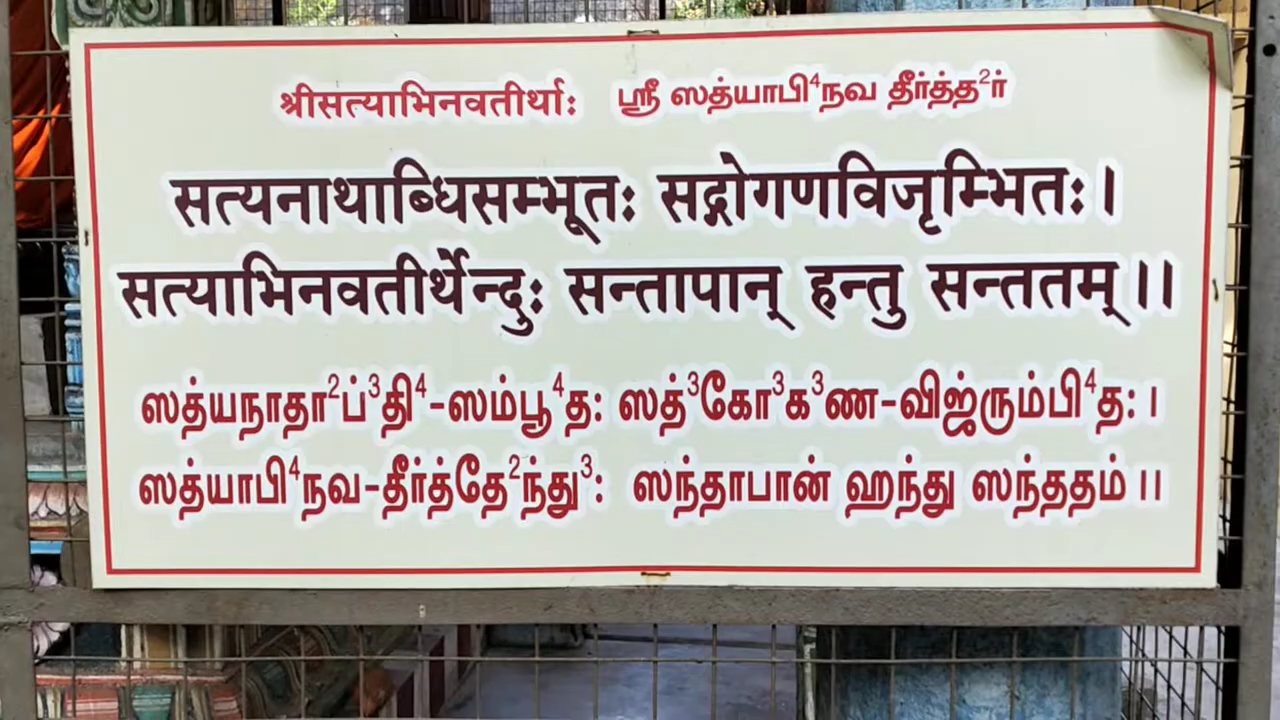 श्रीसत्याभिनवतीर्थाः ஸ்ரீ ஸத்யாபி⁴நவ தீர்த்த²ர்
सत्यनाथाब्धिसम्भूतः सद्गोगणविजृम्भितः।
सत्याभिनवतीर्थेन्दुः सन्तापान् हन्तु सन्ततम्।।
ஸத்யநாதா²ப்³தி⁴-ஸம்பூ⁴த: ஸத்³கோ³க³ண-விஜ்ரும்பி⁴த:।
ஸத்யாபி⁴நவ-தீர்த்தே²ந்து³: ஸந்தாபான் ஹந்து ஸந்ததம்।।